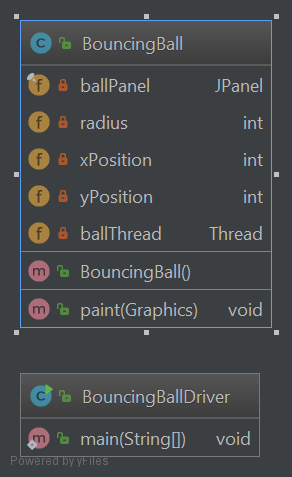 BouncingBall
ballPanel JPanel
radius int
xPosition int
yPosition int
ballThread Thread
BouncingBall()
paint(Graphics) void
BouncingBallDriver
main(String[]) void
Powered by yFiles